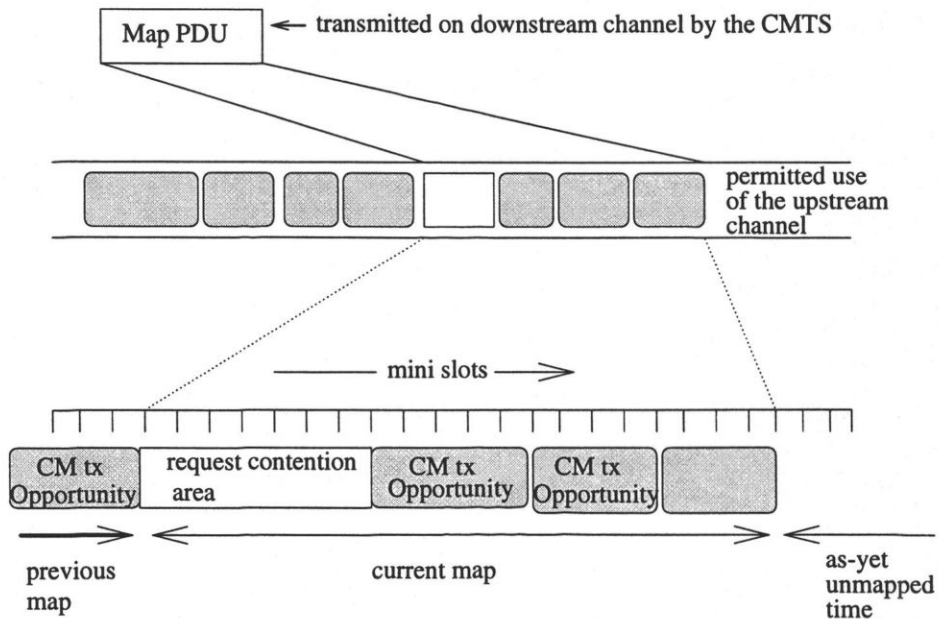 Map PDU
transmitted on downstream channel by the CMTS
permitted use
of the upstream
channel
mini slots
CM tx
Opportunity
request contention
area
CM tx
Opportunity
CM tx
Opportunity
previous
map
current map
as-yet
unmapped
time